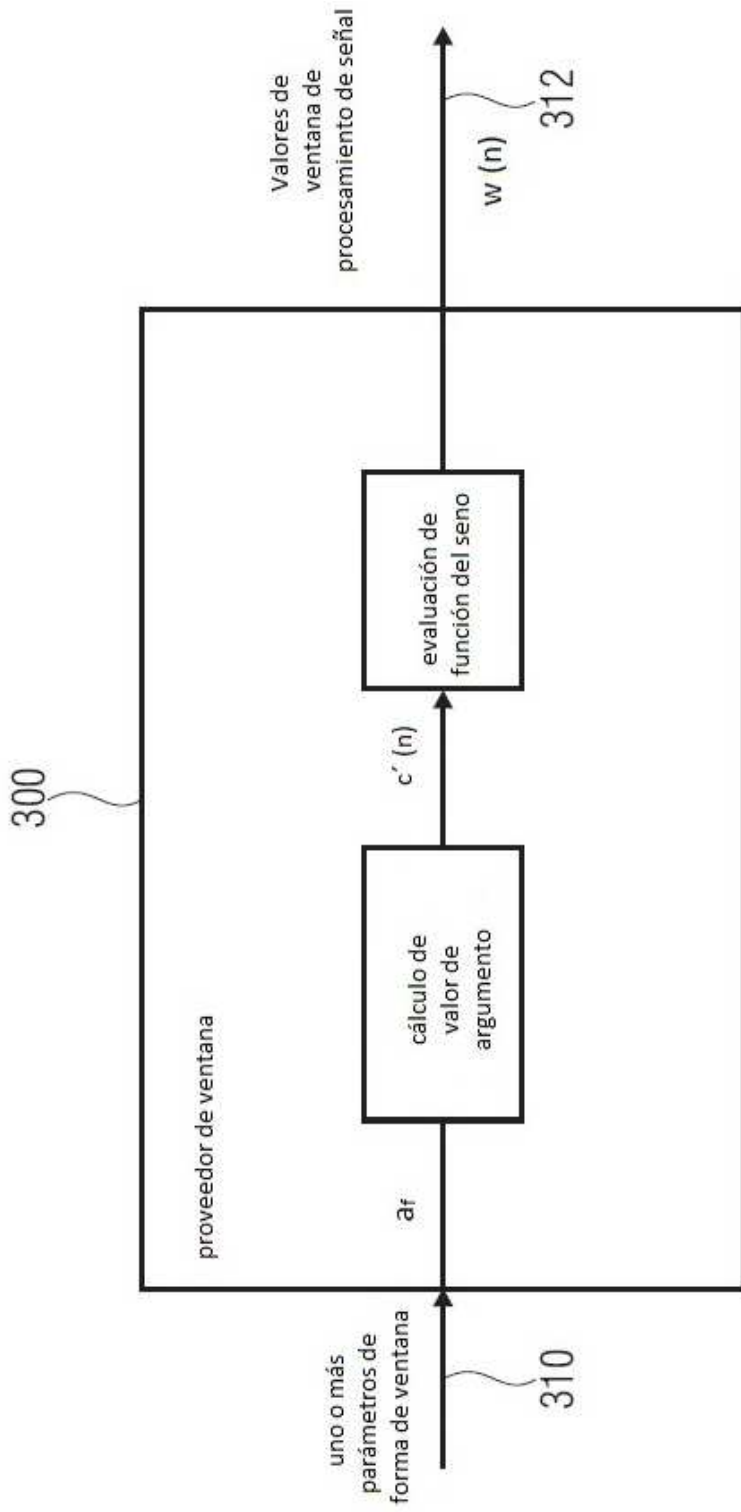 300
proveedor de ventana
uno o más
parámetros de
forma de ventana
310
af
cálculo de
valor de
argumento
c´ (n)
evaluación de
función del seno
Valores de
ventana de
procesamiento de señal
w (n)
312